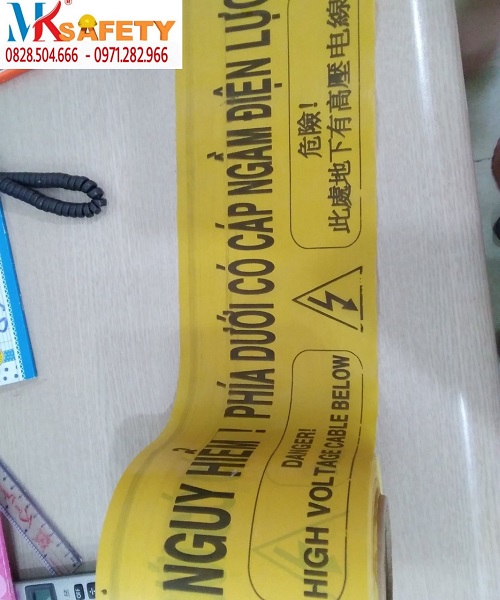 MKSAFETY
®
0828.504.666 - 0971.282.966
NGUY HIỂM ! PHÍA DƯỚI CÓ CÁP NGẦM ĐIỆN LỰC
DANGER!
HIGH VOLTAGE CABLE BELOW
危險!
此處地下有高壓电線